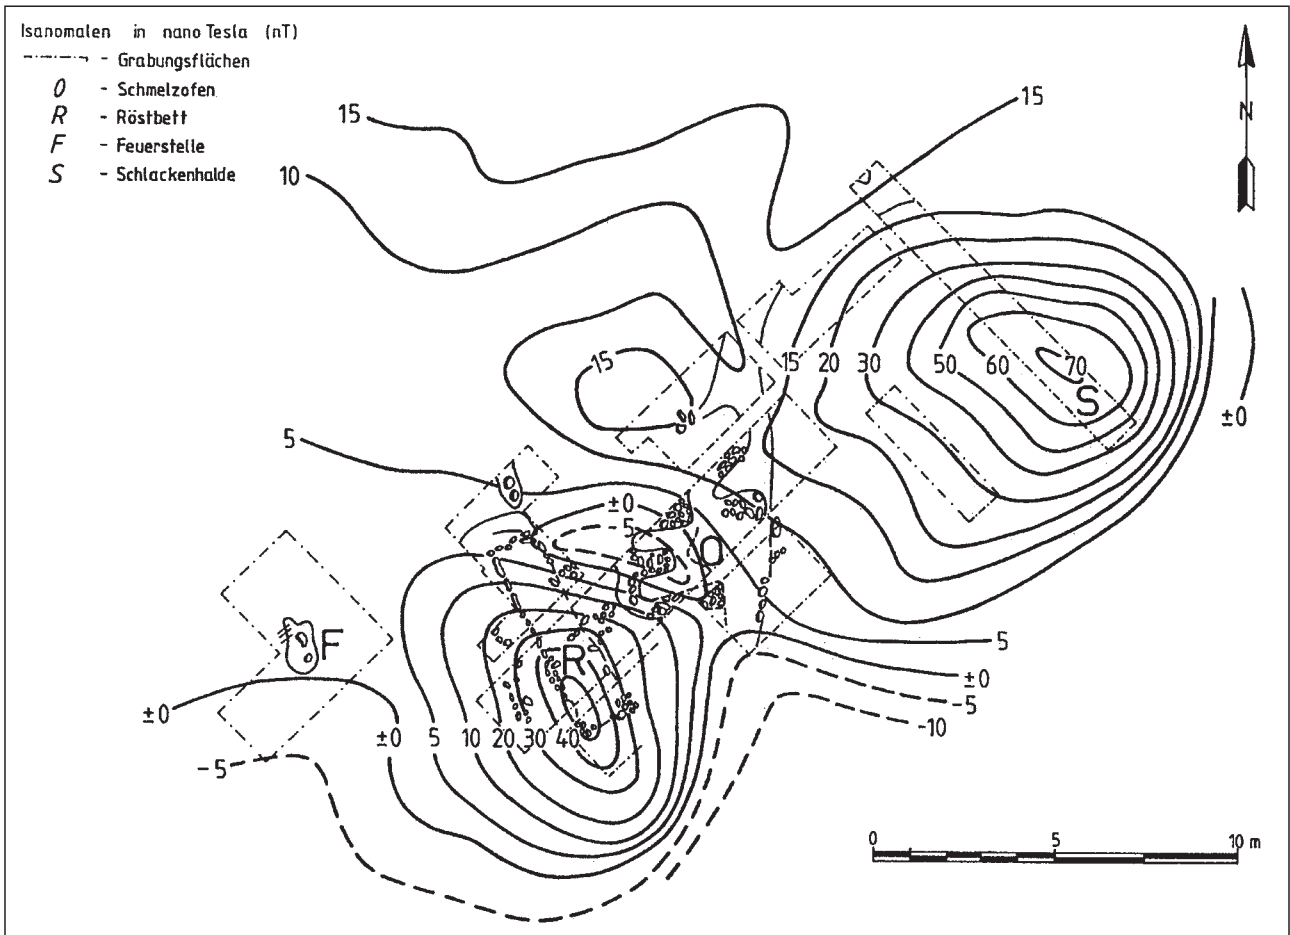 Isanomalen in nano Tesla (nT)
- Grabungsflächen
O - Schmelzofen
R - Röstbett
F - Feuerstelle
S - Schlackenhalde
N
15
15
10
15
15 20 30 50 60 70
S
±0
5
±0
-5
O
F
R
5
±0
-5
-10
±0
±0 5 10 20 30 40
-5
0 5 10 m